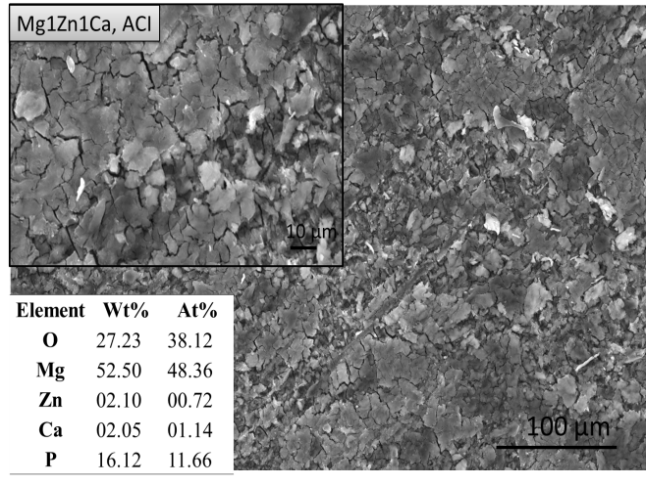 Mg1Zn1Ca, ACI
10 µm
Element Wt% At%
O 27.23 38.12
Mg 52.50 48.36
Zn 02.10 00.72
Ca 02.05 01.14
P 16.12 11.66
100 µm